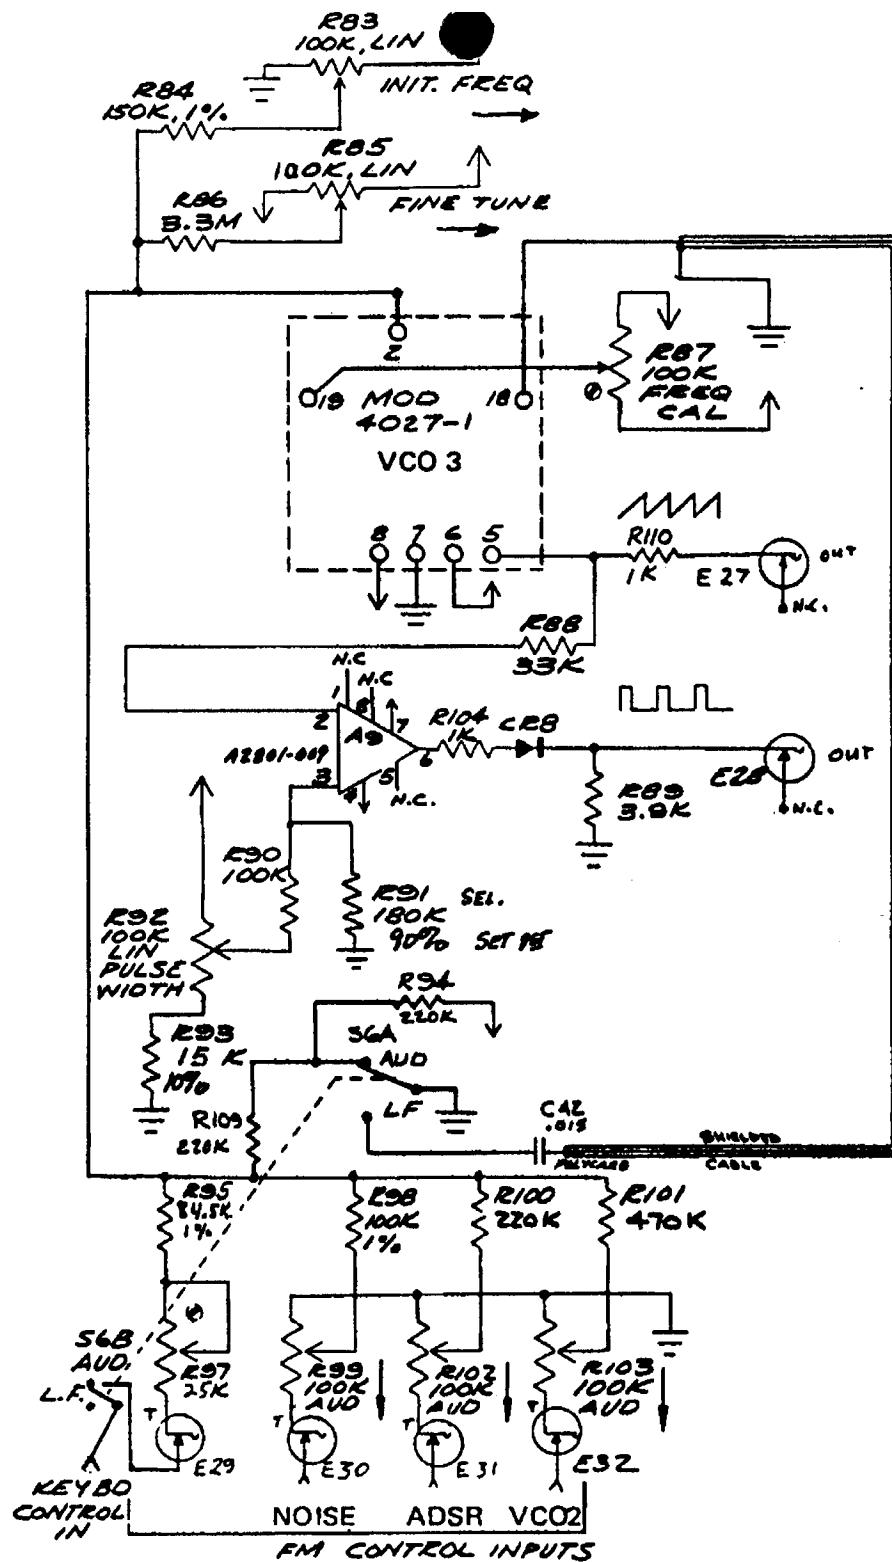 R83
100K, LIN
INIT. FREQ
R84
150K, 1%
R85
100K, LIN
FINE TUNE
R86
3.3M
2
19
MOD
4027-1
18
VCO 3
R87
100K
FREQ
CAL
8
7
6
5
R110
1K
E27
OUT
N.C.
R88
33K
N.C
N.C
1
8
2
A9
7
R104
1K
CR8
6
A2801-009
3
4
5
N.C.
E28
OUT
N.C.
R89
3.9K
R90
100K
R91
180K
90%
SEL.
SET
R92
100K
LIN
PULSE
WIDTH
R93
15 K
10%
R94
220K
S6A
AUD
L.F
R109
220K
CA2
SHIELDED
CABLE
R95
84.5K
1%
R98
100K
1%
R100
220K
R101
470K
S6B
AUD.
L.F.
R97
25K
R99
100K
AUD
R102
100K
AUD
R103
100K
AUD
T
T
T
T
E29
E30
E31
E32
KEYBD
CONTROL
IN
NOISE
ADSR
VCO2
FM CONTROL INPUTS